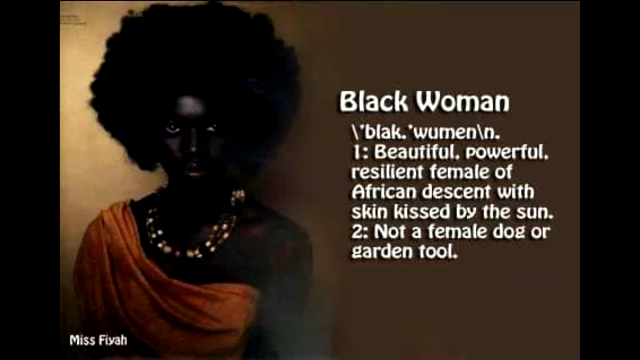 Black Woman
\'blak.'wumen\n.
1: Beautiful, powerful,
resilient female of
African descent with
skin kissed by the sun.
2: Not a female dog or
garden tool.
Miss Fiyah